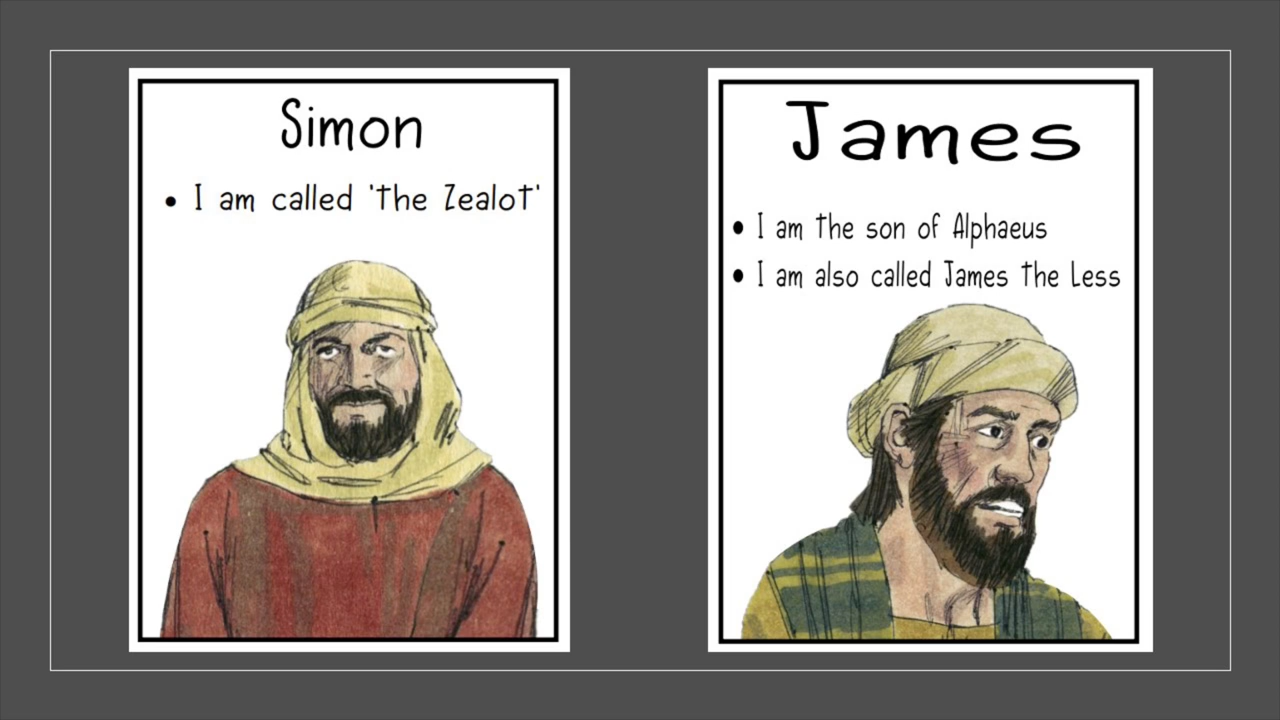 Simon
• I am called 'the Zealot'
James
• I am the son of Alphaeus
• I am also called James the Less